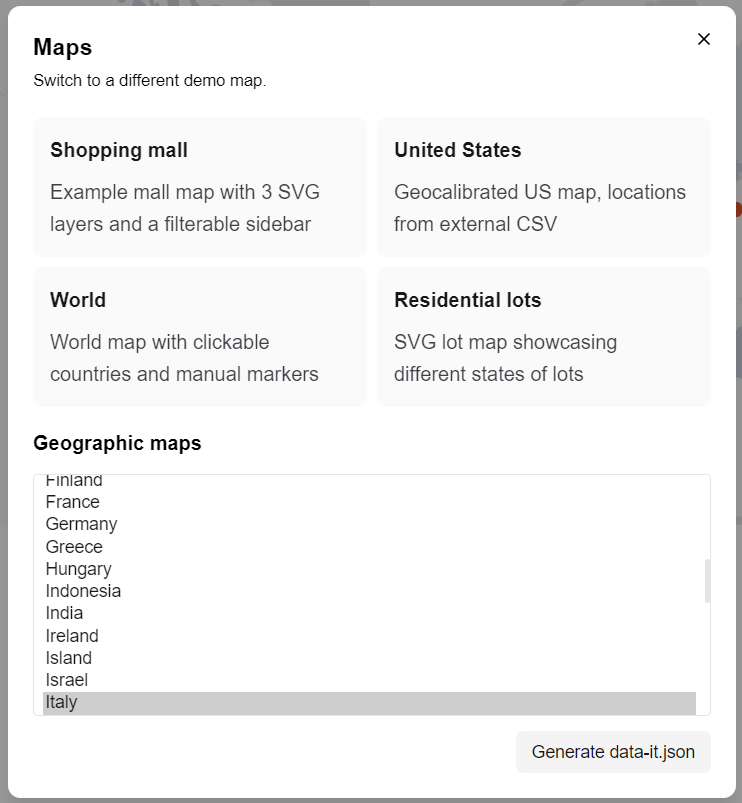 Maps
Switch to a different demo map.
Shopping mall
Example mall map with 3 SVG
layers and a filterable sidebar
United States
Geocalibrated US map, locations
from external CSV
World
World map with clickable
countries and manual markers
Residential lots
SVG lot map showcasing
different states of lots
Geographic maps
Finland
France
Germany
Greece
Hungary
Indonesia
India
Ireland
Island
Israel
Italy
Generate data-it.json